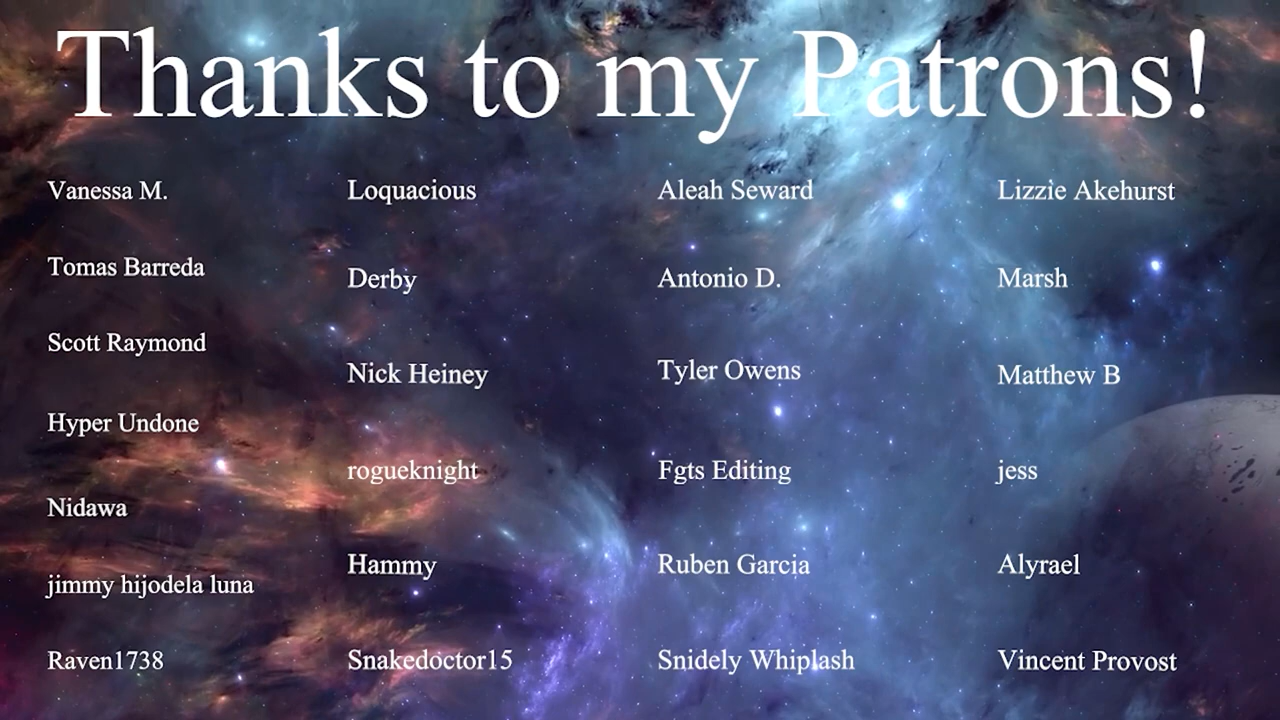 Thanks to my Patrons!
Vanessa M.
Tomas Barreda
Scott Raymond
Hyper Undone
Nidawa
jimmy hijodela luna
Raven1738
Loquacious
Derby
Nick Heiney
rogueknight
Hammy
Snakedoctor15
Aleah Seward
Antonio D.
Tyler Owens
Fgts Editing
Ruben Garcia
Snidely Whiplash
Lizzie Akehurst
Marsh
Matthew B
jess
Alyrael
Vincent Provost